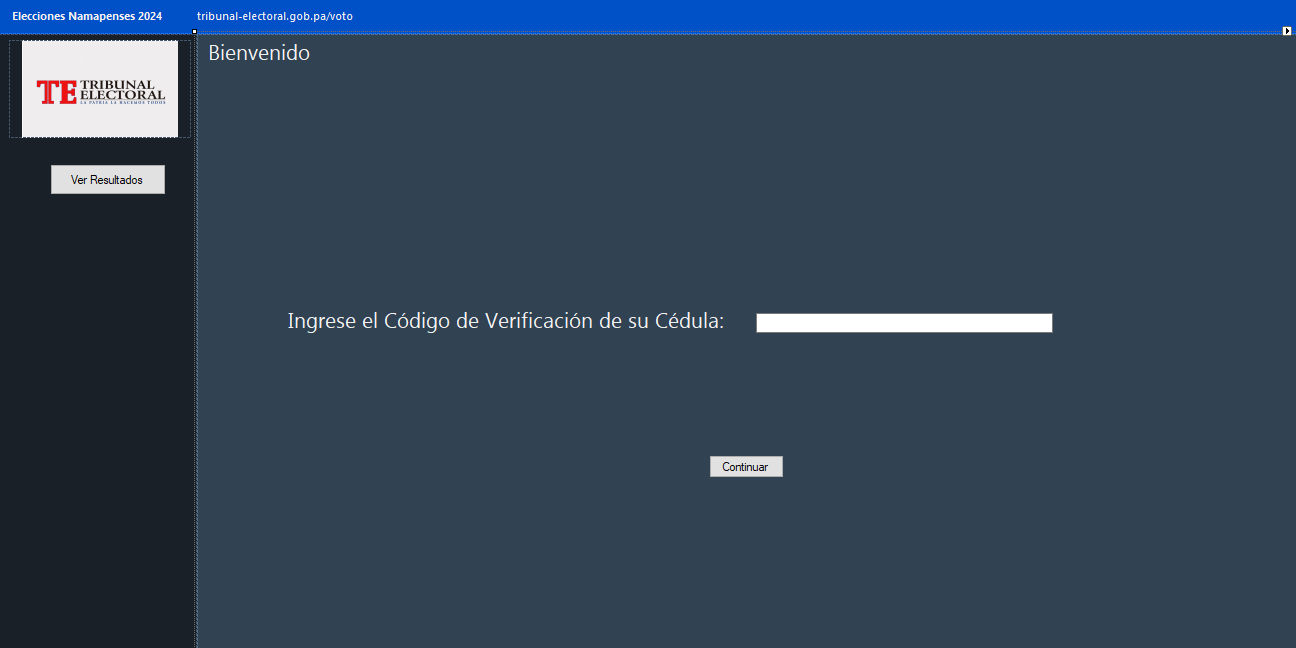 Elecciones Namapenses 2024 tribunal-electoral.gob.pa/voto
TE TRIBUNAL
ELECTORAL
LA PATRIA LA HACEMOS TODOS
Bienvenido
Ver Resultados
Ingrese el Código de Verificación de su Cédula:
Continuar